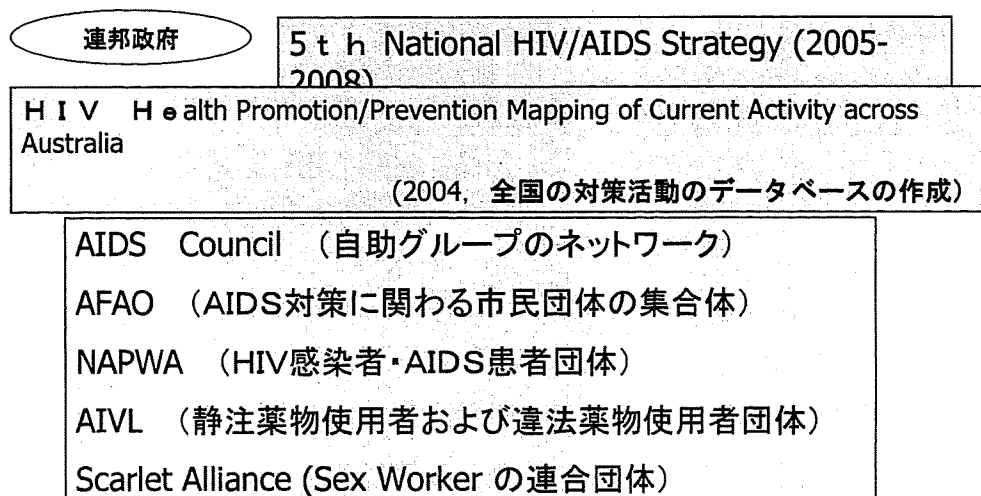 連邦政府
5ｔｈ National HIV/AIDS Strategy (2005-
2008)
ＨＩＶ　Ｈｅalth Promotion/Prevention Mapping of Current Activity across
Australia
(2004, 全国の対策活動のデータベースの作成)
AIDS　Council　（自助グループのネットワーク）
AFAO　（AIDS対策に関わる市民団体の集合体）
NAPWA　（HIV感染者・AIDS患者団体）
AIVL　（静注薬物使用者および違法薬物使用者団体）
Scarlet Alliance (Sex Worker の連合団体）